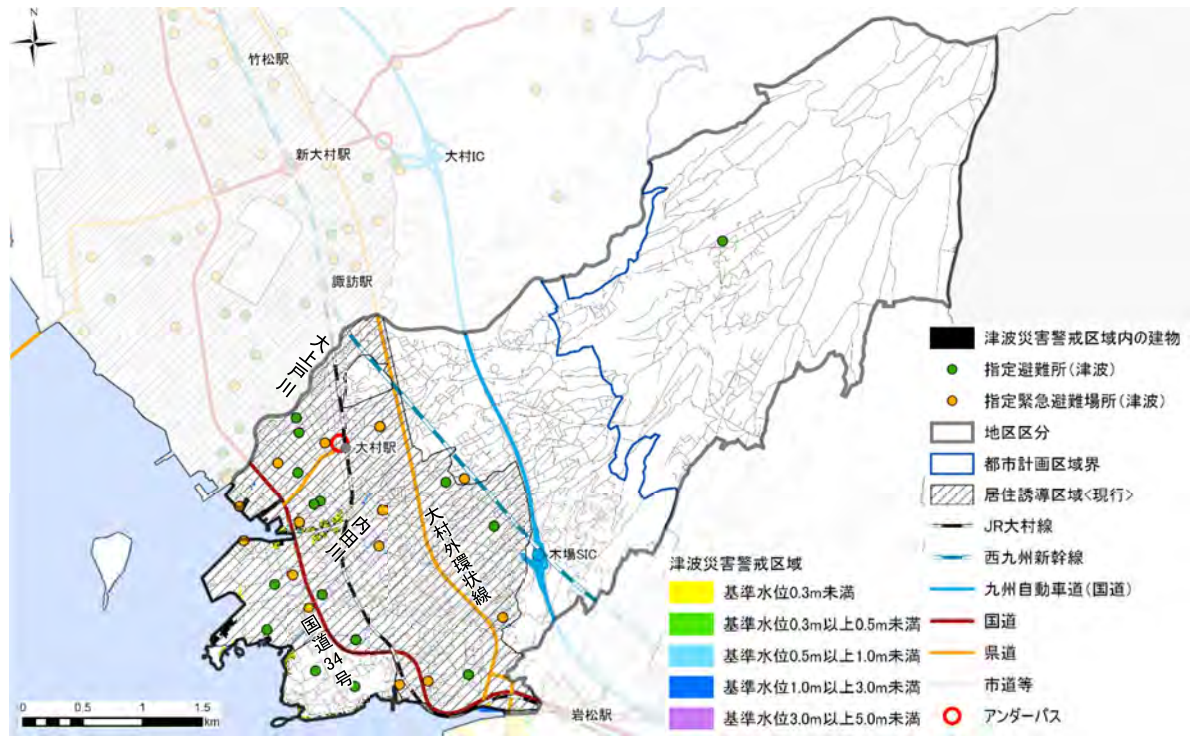 N
竹松駅
新大村駅
大村IC
諏訪駅
大上戸川
大村駅
内田川
大村外環状線
木場SIC
国道34号
岩松駅
0 0.5 1 1.5
km
津波災害警戒区域
基準水位0.3m未満
基準水位0.3m以上0.5m未満
基準水位0.5m以上1.0m未満
基準水位1.0m以上3.0m未満
基準水位3.0m以上5.0m未満
津波災害警戒区域内の建物
指定避難所(津波)
指定緊急避難場所(津波)
地区区分
都市計画区域界
居住誘導区域<現行>
JR大村線
西九州新幹線
九州自動車道(国道)
国道
県道
市道等
アンダーパス